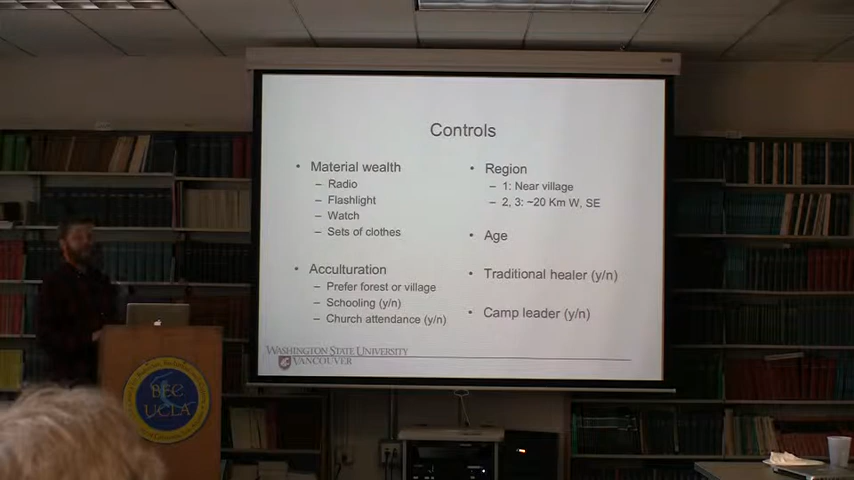 Controls
• Material wealth
– Radio
– Flashlight
– Watch
– Sets of clothes
• Acculturation
– Prefer forest or village
– Schooling (y/n)
– Church attendance (y/n)
• Region
– 1: Near village
– 2, 3: ~20 Km W, SE
• Age
• Traditional healer (y/n)
• Camp leader (y/n)
WASHINGTON STATE UNIVERSITY
VANCOUVER
BEC
UCLA